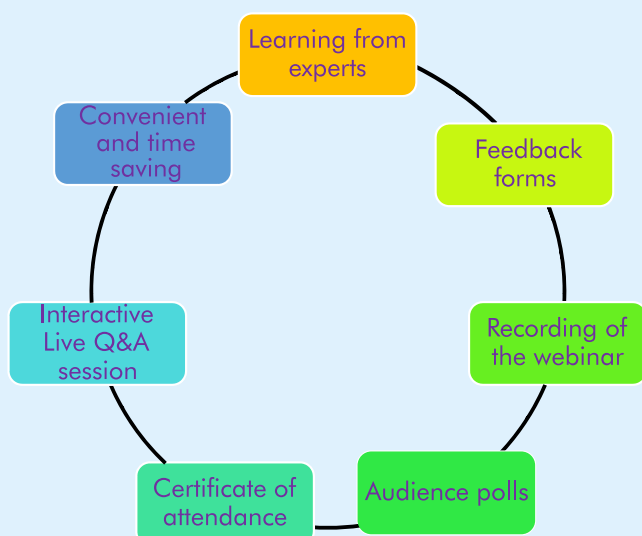 Learning from
experts
Feedback
forms
Recording of
the webinar
Audience polls
Certificate of
attendance
Interactive
Live Q&A
session
Convenient
and time
saving